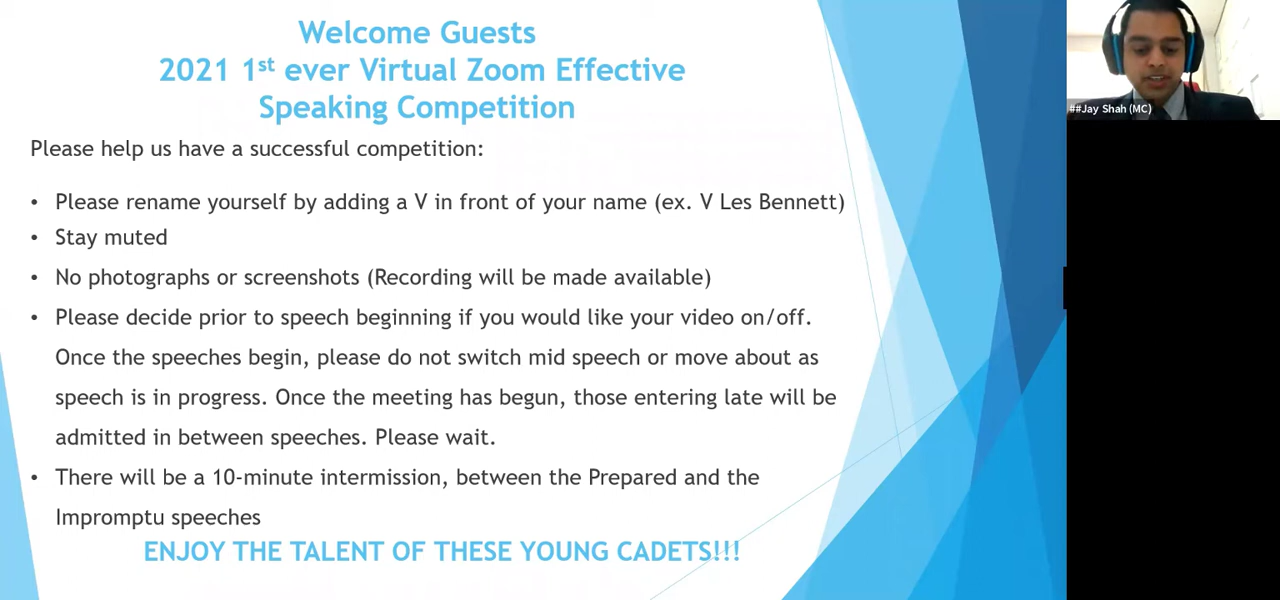 Welcome Guests
2021 1st ever Virtual Zoom Effective
Speaking Competition
Please help us have a successful competition:
• Please rename yourself by adding a V in front of your name (ex. V Les Bennett)
• Stay muted
• No photographs or screenshots (Recording will be made available)
• Please decide prior to speech beginning if you would like your video on/off.
Once the speeches begin, please do not switch mid speech or move about as
speech is in progress. Once the meeting has begun, those entering late will be
admitted in between speeches. Please wait.
• There will be a 10-minute intermission, between the Prepared and the
Impromptu speeches
ENJOY THE TALENT OF THESE YOUNG CADETS!!!
##Jay Shah (MC)